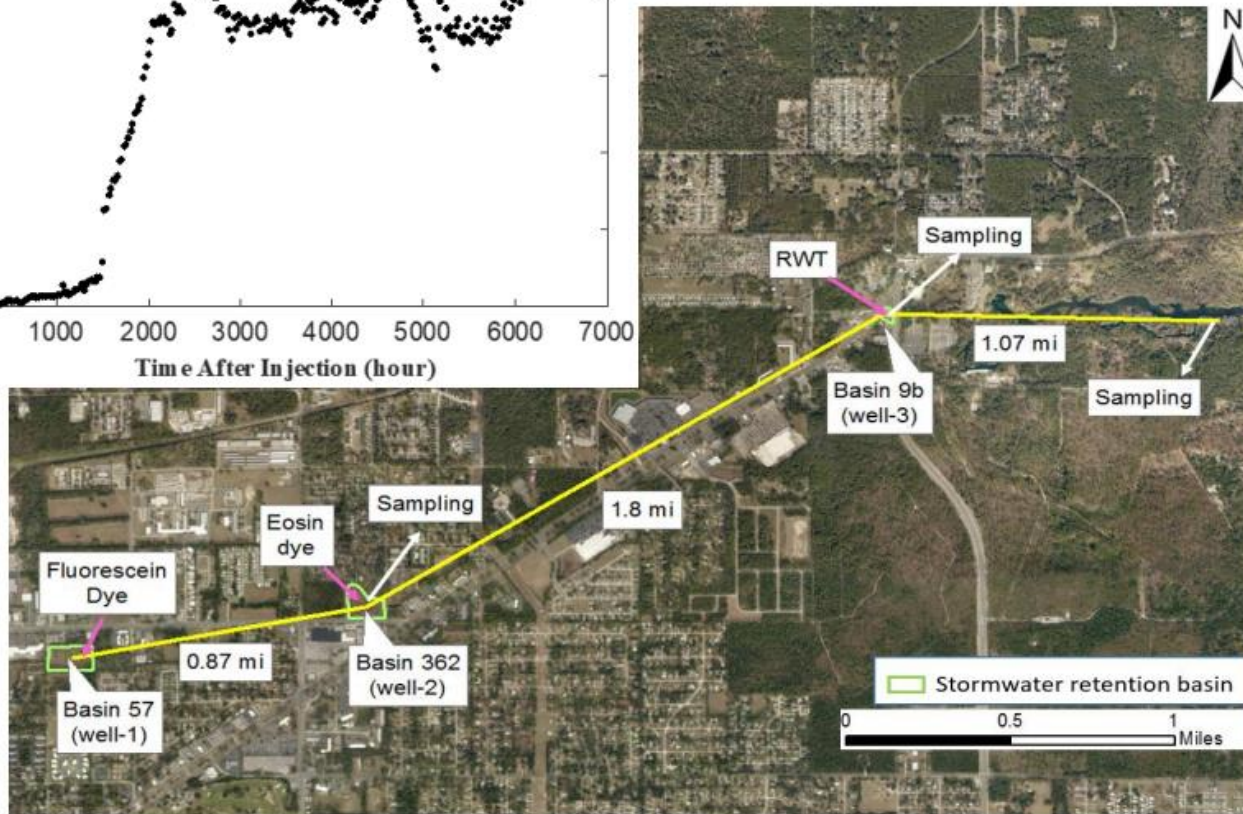 1000 2000 3000 4000 5000 6000 7000
Time After Injection (hour)
N
Sampling
RWT
1.07 mi
Basin 9b
(well-3)
Sampling
Sampling
1.8 mi
Eosin
dye
Fluorescein
Dye
0.87 mi
Basin 362
(well-2)
Basin 57
(well-1)
Stormwater retention basin
0 0.5 1
Miles